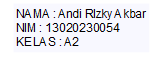 NAMA : Andi RIzky Akbar
NIM : 13020230054
KELAS : A2